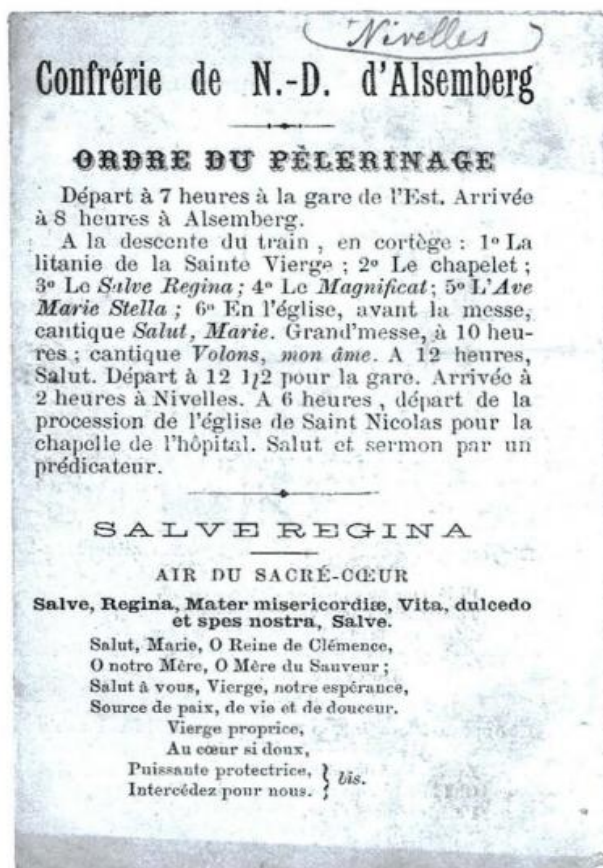 Nivelles
Confrérie de N.-D. d'Alsemberg
ORDRE DU PÈLERINAGE
Départ à 7 heures à la gare de l'Est. Arrivée
à 8 heures à Alsemberg.
A la descente du train, en cortège : 1º La
litanie de la Sainte Vierge ; 2º Le chapelet ;
3º Le Salve Regina ; 4º Le Magnificat ; 5º L'Ave
Marie Stella ; 6º En l'église, avant la messe,
cantique Salut, Marie. Grand'messe, à 10 heu-
res ; cantique Volons, mon âme. A 12 heures,
Salut. Départ à 12 1/2 pour la gare. Arrivée à
2 heures à Nivelles. A 6 heures, départ de la
procession de l'église de Saint Nicolas pour la
chapelle de l'hôpital. Salut et sermon par un
prédicateur.
SALVE REGINA
AIR DU SACRÉ-CŒUR
Salve, Regina, Mater misericordiæ, Vita, dulcedo
et spes nostra, Salve.
Salut, Marie, O Reine de Clémence,
O notre Mère, O Mère du Sauveur ;
Salut à vous, Vierge, notre espérance,
Source de paix, de vie et de douceur.
Vierge proprice,
Au cœur si doux,
Puissante protectrice, } bis.
Intercédez pour nous.